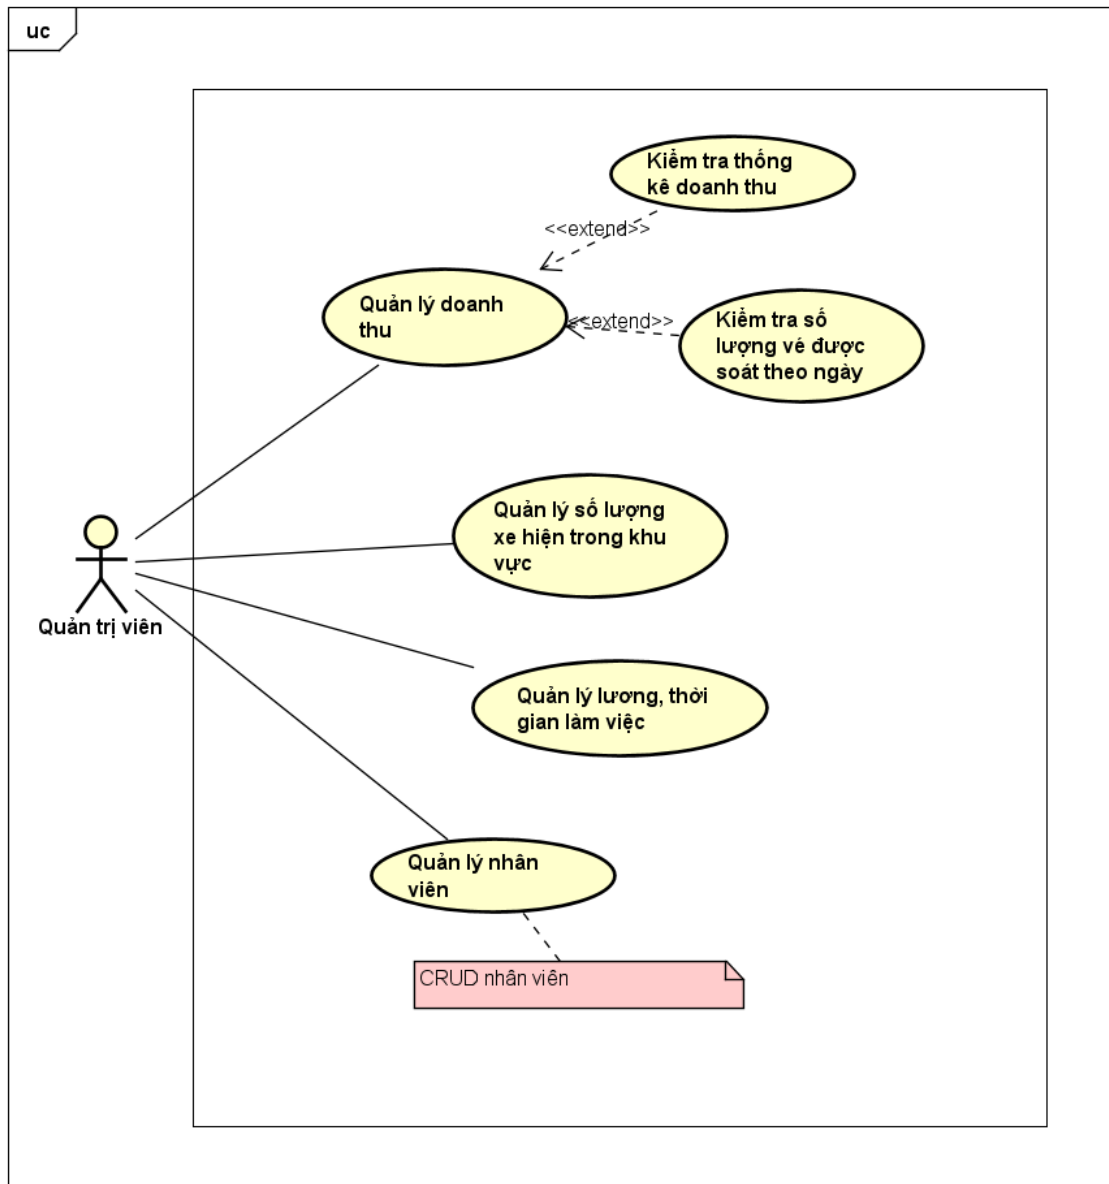 uc
Kiểm tra thống
kê doanh thu
<<extend>>
Quản lý doanh
thu
<<extend>>
Kiểm tra số
lượng vé được
soát theo ngày
Quản lý số lượng
xe hiện trong khu
vực
Quản trị viên
Quản lý lương, thời
gian làm việc
Quản lý nhân
viên
CRUD nhân viên